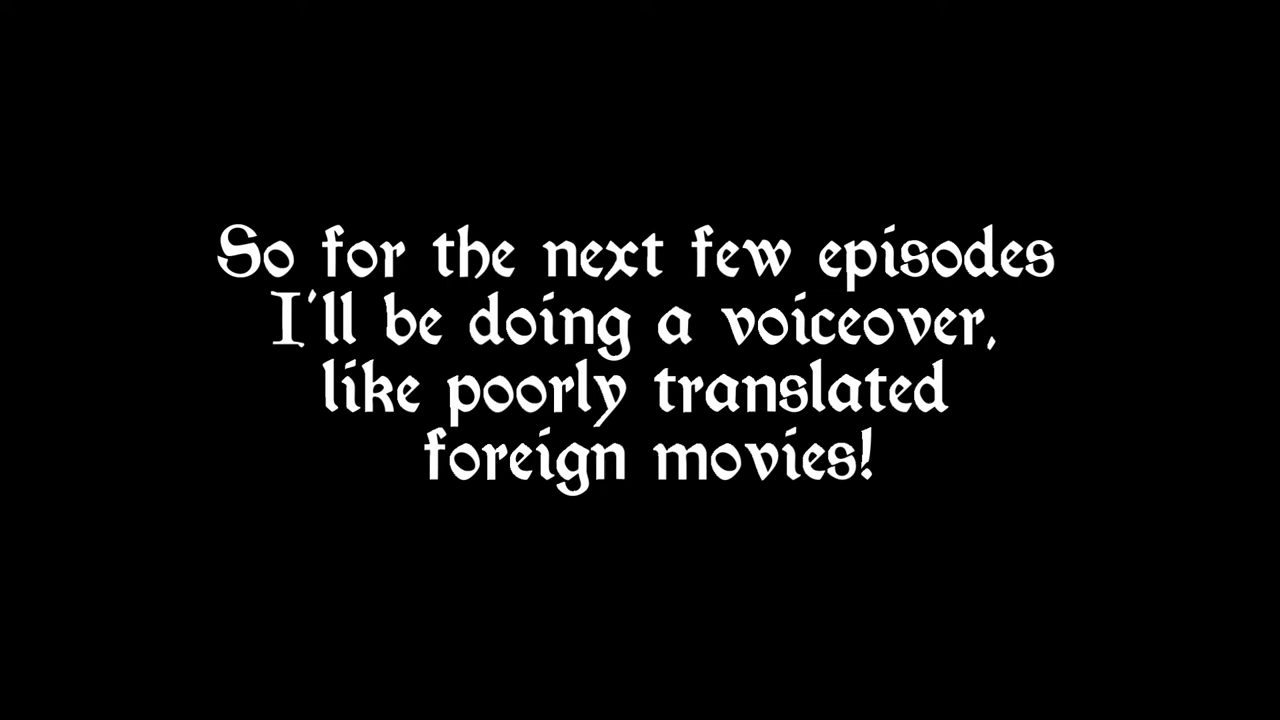 So for the next few episodes
I'll be doing a voiceover,
like poorly translated
foreign movies!